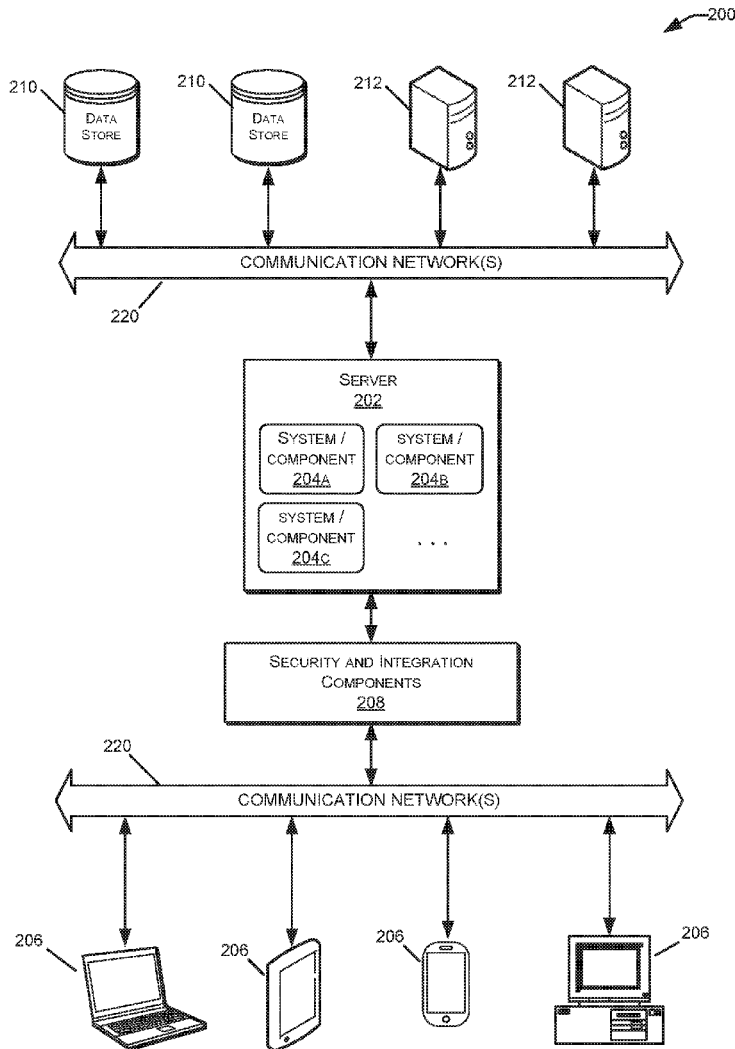 200
210
210
212
212
DATA
STORE
DATA
STORE
COMMUNICATION NETWORK(S)
220
SERVER
202
SYSTEM /
COMPONENT
204A
SYSTEM /
COMPONENT
204B
SYSTEM /
COMPONENT
204C
. . .
SECURITY AND INTEGRATION
COMPONENTS
208
220
COMMUNICATION NETWORK(S)
206
206
206
206